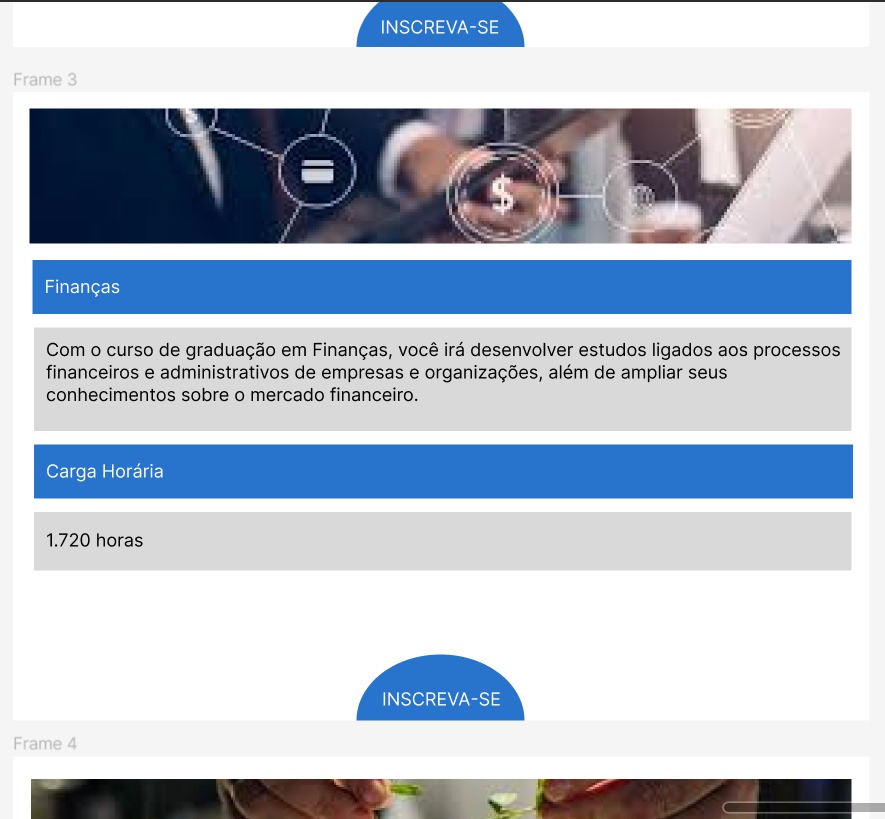 INSCREVA-SE
Frame 3
$
Finanças
Com o curso de graduação em Finanças, você irá desenvolver estudos ligados aos processos
financeiros e administrativos de empresas e organizações, além de ampliar seus
conhecimentos sobre o mercado financeiro.
Carga Horária
1.720 horas
INSCREVA-SE
Frame 4